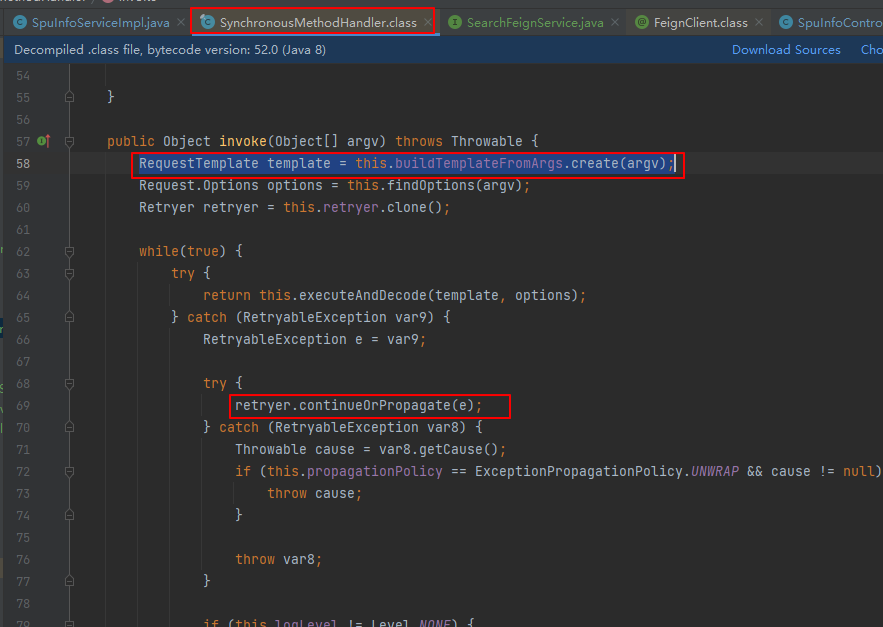 SpuInfoServiceImpl.java SynchronousMethodHandler.class SearchFeignService.java FeignClient.class SpuInfoContro
Decompiled .class file, bytecode version: 52.0 (Java 8) Download Sources Cho
54
55 }
56
57 public Object invoke(Object[] argv) throws Throwable {
58 RequestTemplate template = this.buildTemplateFromArgs.create(argv);
59 Request.Options options = this.findOptions(argv);
60 Retryer retryer = this.retryer.clone();
61
62 while(true) {
63 try {
64 return this.executeAndDecode(template, options);
65 } catch (RetryableException var9) {
66 RetryableException e = var9;
67
68 try {
69 retryer.continueOrPropagate(e);
70 } catch (RetryableException var8) {
71 Throwable cause = var8.getCause();
72 if (this.propagationPolicy == ExceptionPropagationPolicy.UNWRAP && cause != null)
73 throw cause;
74 }
75
76 throw var8;
77 }
78
79 if (this.logLevel != Level.NONE) {